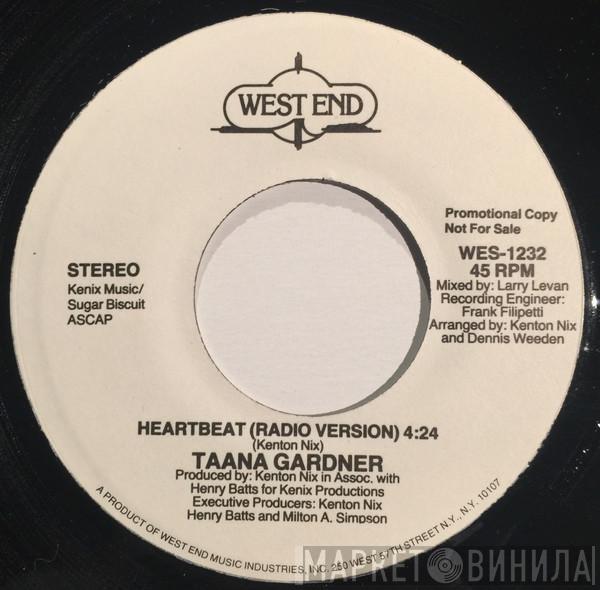 WEST END
Promotional Copy
Not For Sale
WES-1232
45 RPM
Mixed by: Larry Levan
Recording Engineer:
Frank Filipetti
Arranged by: Kenton Nix
and Dennis Weeden
STEREO
Kenix Music/
Sugar Biscuit
ASCAP
HEARTBEAT (RADIO VERSION) 4:24
(Kenton Nix)
TAANA GARDNER
Produced by: Kenton Nix in Assoc. with
Henry Batts for Kenix Productions
Executive Producers: Kenton Nix
Henry Batts and Milton A. Simpson
A PRODUCT OF WEST END MUSIC INDUSTRIES, INC. 250 WEST 57TH STREET N.Y., N.Y. 10107
МАРКЕТ ВИНИЛА